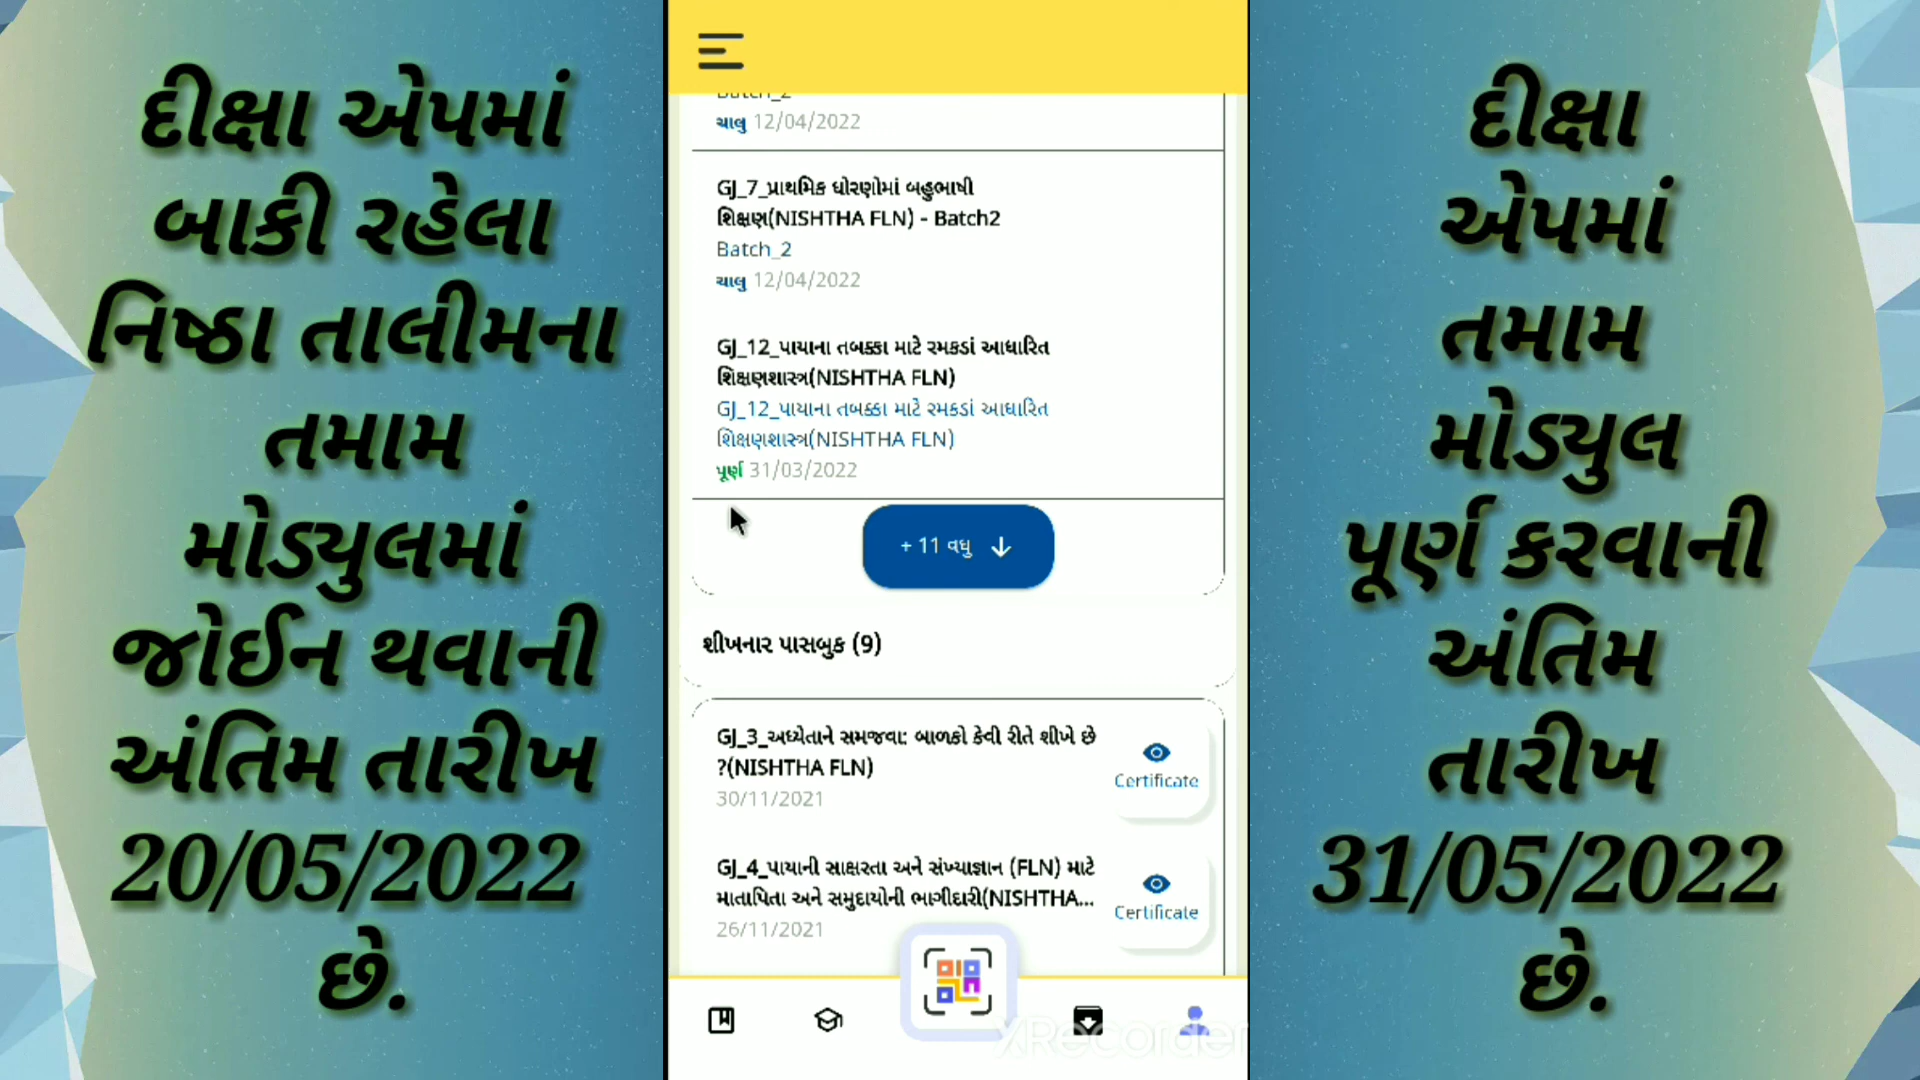 દીક્ષા એપમાં
બાકી રહેલા
નિષ્ઠા તાલીમના
તમામ
મોડ્યુલમાં
જોઈન થવાની
અંતિમ તારીખ
20/05/2022
છે.
Batch_2
ચાલુ 12/04/2022
GJ_7_પ્રાથમિક ધોરણોમાં બહુભાષી
શિક્ષણ(NISHTHA FLN) - Batch2
Batch_2
ચાલુ 12/04/2022
GJ_12_પાયાના તબક્કા માટે રમકડાં આધારિત
શિક્ષણશાસ્ત્ર(NISHTHA FLN)
GJ_12_પાયાના તબક્કા માટે રમકડાં આધારિત
શિક્ષણશાસ્ત્ર(NISHTHA FLN)
પૂર્ણ 31/03/2022
+ 11 વધુ
શીખનાર પાસબુક (9)
GJ_3_અધ્યેતાને સમજવા: બાળકો કેવી રીતે શીખે છે
?(NISHTHA FLN)
30/11/2021
Certificate
GJ_4_પાયાની સાક્ષરતા અને સંખ્યાજ્ઞાન (FLN) માટે
માતાપિતા અને સમુદાયોની ભાગીદારી(NISHTHA...
26/11/2021
Certificate
XRecorder
દીક્ષા
એપમાં
તમામ
મોડ્યુલ
પૂર્ણ કરવાની
અંતિમ
તારીખ
31/05/2022
છે.